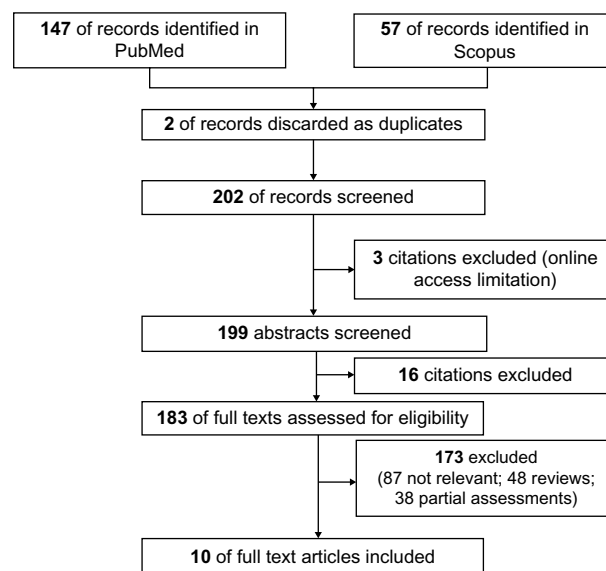 147 of records identified in
PubMed
57 of records identified in
Scopus
2 of records discarded as duplicates
202 of records screened
3 citations excluded (online
access limitation)
199 abstracts screened
16 citations excluded
183 of full texts assessed for eligibility
173 excluded
(87 not relevant; 48 reviews;
38 partial assessments)
10 of full text articles included